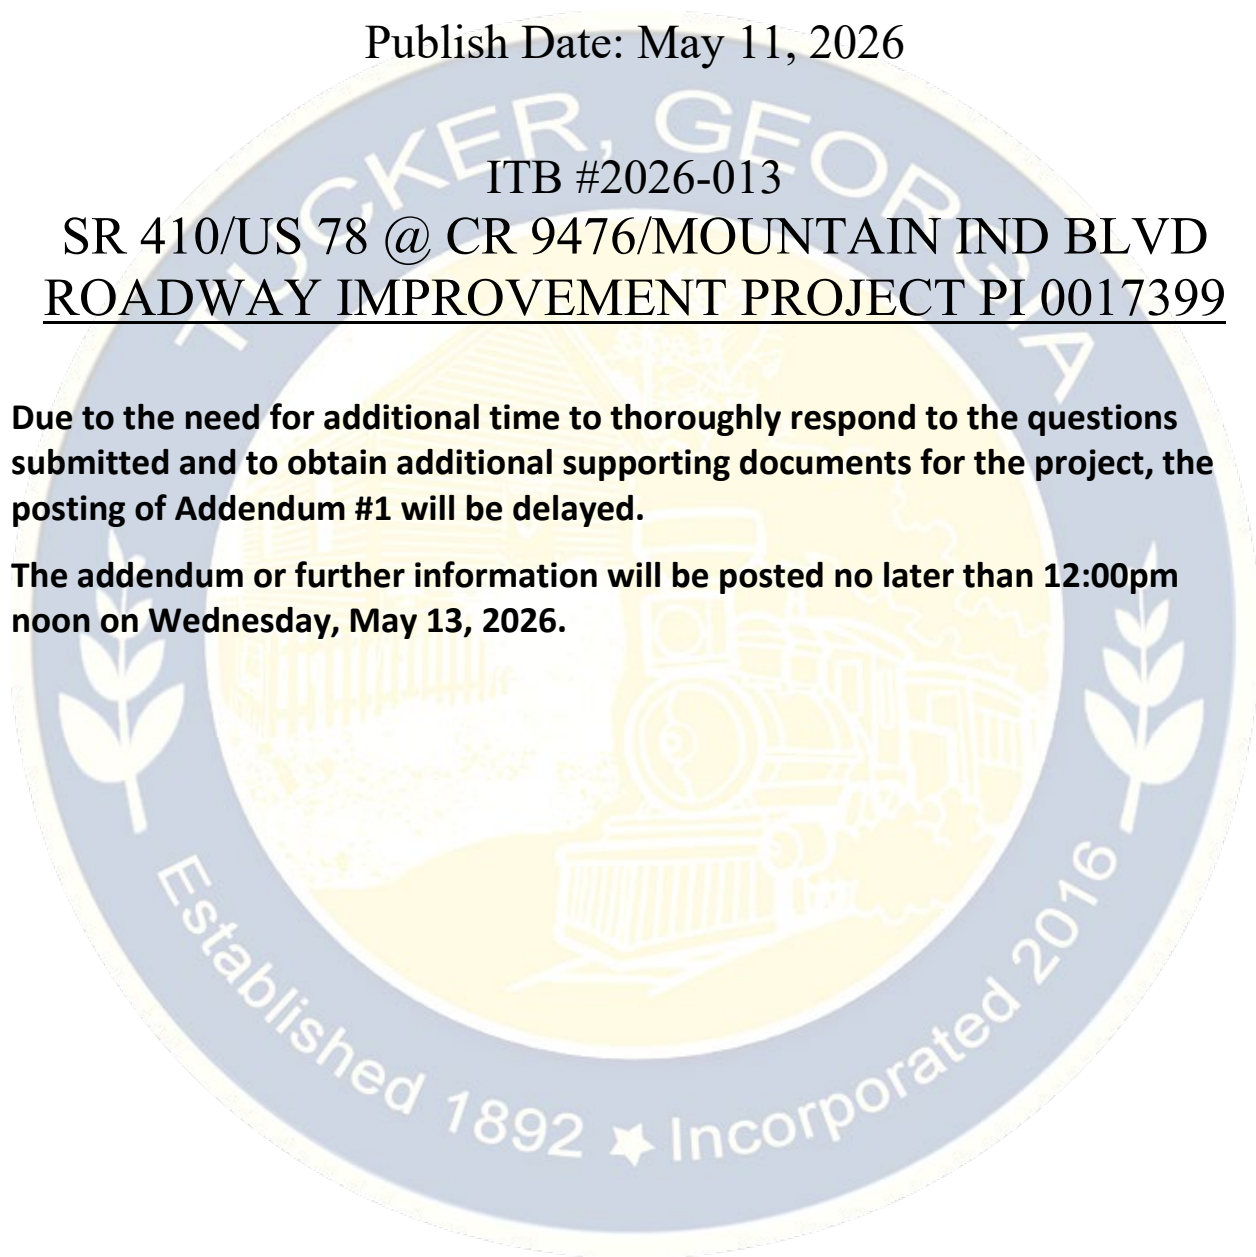 Publish Date: May 11, 2026
TUCKER, GEORGIA
ITB #2026-013
SR 410/US 78 @ CR 9476/MOUNTAIN IND BLVD
ROADWAY IMPROVEMENT PROJECT PI 0017399
Due to the need for additional time to thoroughly respond to the questions
submitted and to obtain additional supporting documents for the project, the
posting of Addendum #1 will be delayed.
The addendum or further information will be posted no later than 12:00pm
noon on Wednesday, May 13, 2026.
Established 1892 ★ Incorporated 2016